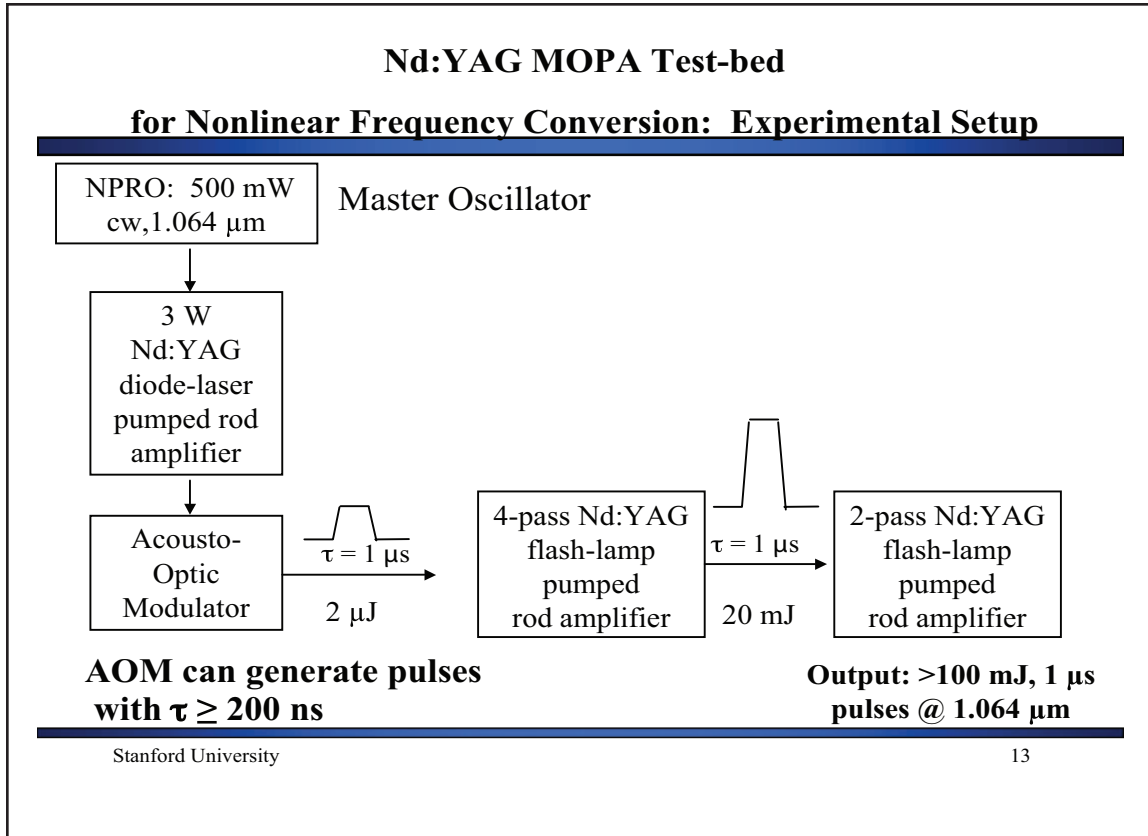 Nd:YAG MOPA Test-bed
for Nonlinear Frequency Conversion:  Experimental Setup
NPRO:  500 mW
cw,1.064 µm
Master Oscillator
3 W
Nd:YAG
diode-laser
pumped rod
amplifier
Acousto-
Optic
Modulator
τ = 1 µs
2 µJ
4-pass Nd:YAG
flash-lamp
pumped
rod amplifier
τ = 1 µs
20 mJ
2-pass Nd:YAG
flash-lamp
pumped
rod amplifier
AOM can generate pulses
with τ ≥ 200 ns
Output: >100 mJ, 1 µs
pulses @ 1.064 µm
Stanford University
13